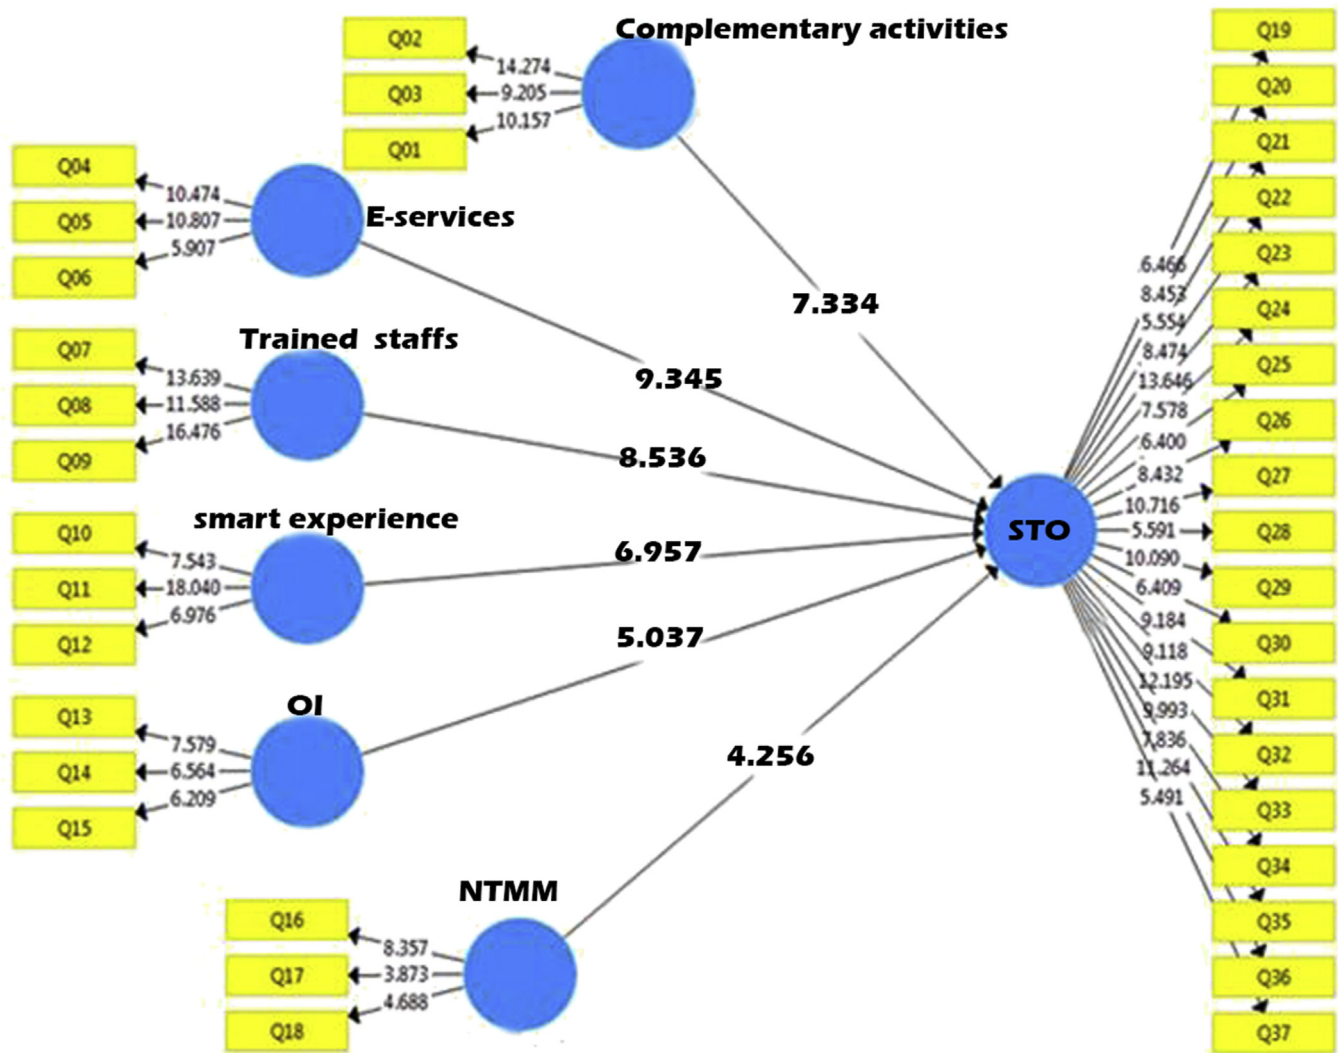 Complementary activities
Q02
Q03
Q01
14.274
9.205
10.157
Q04
Q05
Q06
10.474
10.807
5.907
E-services
7.334
Q07
Q08
Q09
13.639
11.588
16.476
Trained staffs
9.345
8.536
Q10
Q11
Q12
7.543
18.040
6.976
smart experience
6.957
Q13
Q14
Q15
7.579
6.564
6.209
OI
5.037
Q16
Q17
Q18
8.357
3.873
4.688
NTMM
4.256
STO
6.466
8.453
5.554
8.474
13.646
7.578
6.400
8.432
10.716
5.591
10.090
6.409
9.184
9.118
12.195
9.993
7.836
11.264
5.491
Q19
Q20
Q21
Q22
Q23
Q24
Q25
Q26
Q27
Q28
Q29
Q30
Q31
Q32
Q33
Q34
Q35
Q36
Q37